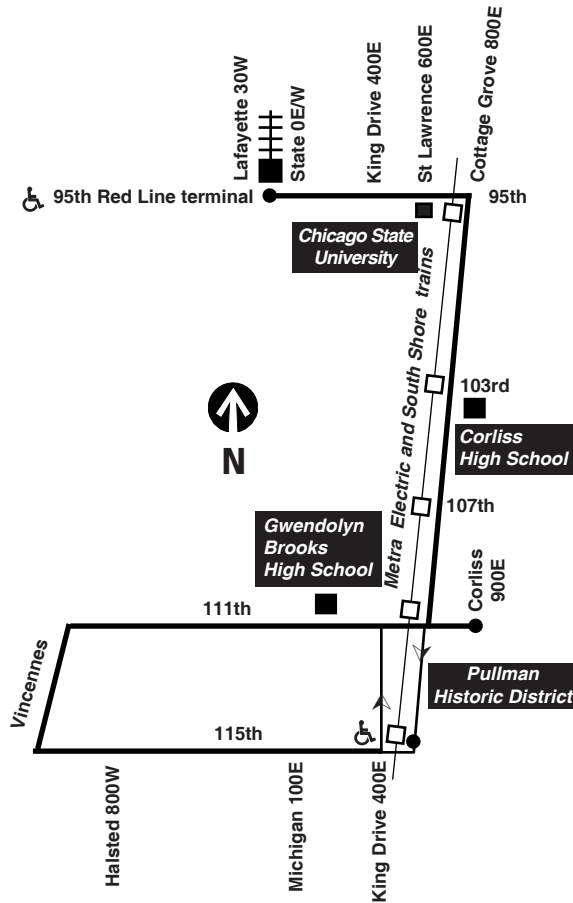 Lafayette 30W
State 0E/W
King Drive 400E
St Lawrence 600E
Cottage Grove 800E
95th Red Line terminal
95th
Chicago State
University
Metra Electric and South Shore trains
103rd
Corliss
High School
N
107th
Gwendolyn
Brooks
High School
Corliss
900E
111th
Pullman
Historic District
Vincennes
115th
Halsted 800W
Michigan 100E
King Drive 400E